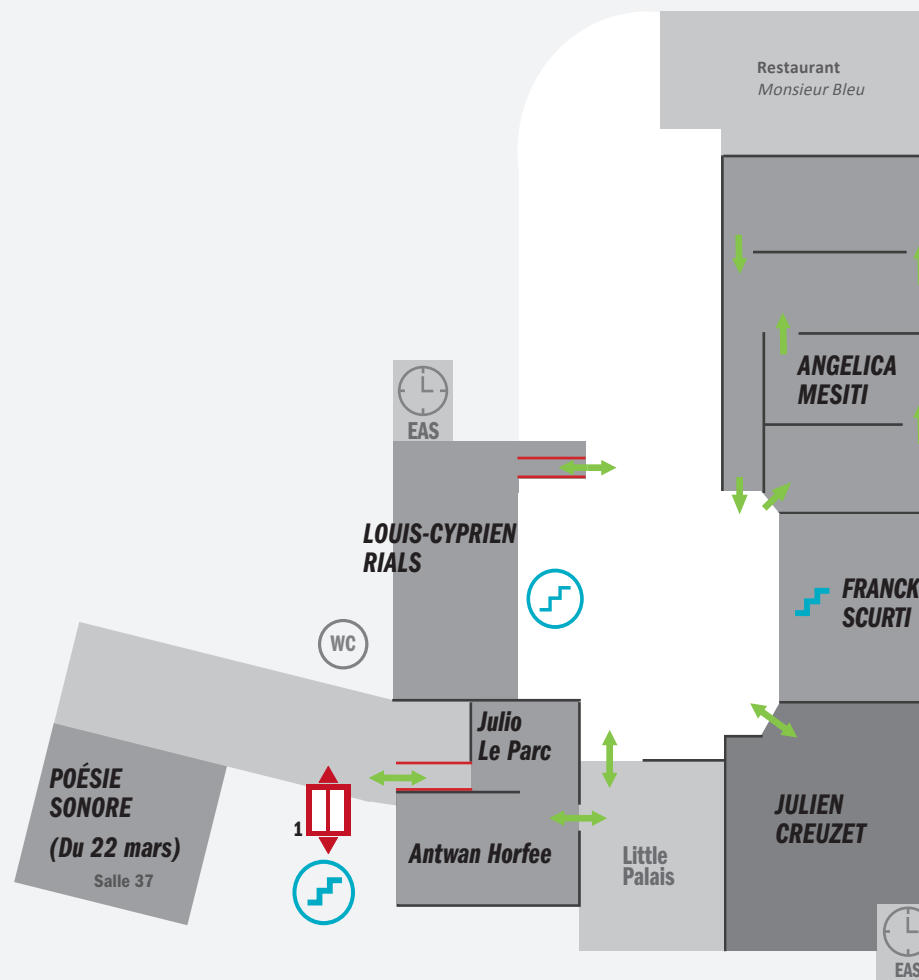 Restaurant
Monsieur Bleu
ANGELICA
MESITI
EAS
LOUIS-CYPRIEN
RIALS
FRANCK
SCURTI
WC
Julio
Le Parc
POÉSIE
SONORE
(Du 22 mars)
Salle 37
1
Antwan Horfee
Little
Palais
JULIEN
CREUZET
EAS